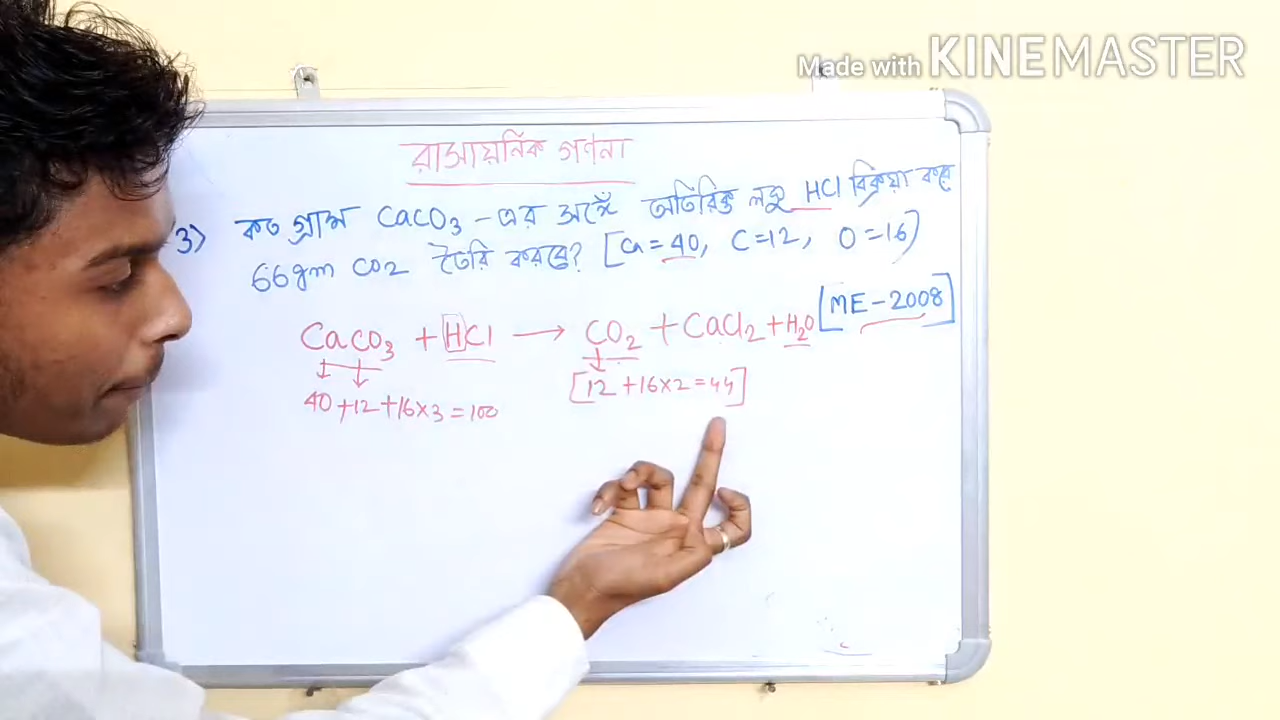 Made with KINEMASTER
রাসায়নিক গণনা
3) কত গ্রাম CaCO3 -এর সঙ্গে অতিরিক্ত লঘু HCl বিক্রিয়া করে
66gm CO2 তৈরি করবে? [Ca = 40, C=12, O=16)
[ME-2008]
CaCO3 + HCl → CO2 + CaCl2 + H2O
40+12+16×3=100 [12+16×2=44]